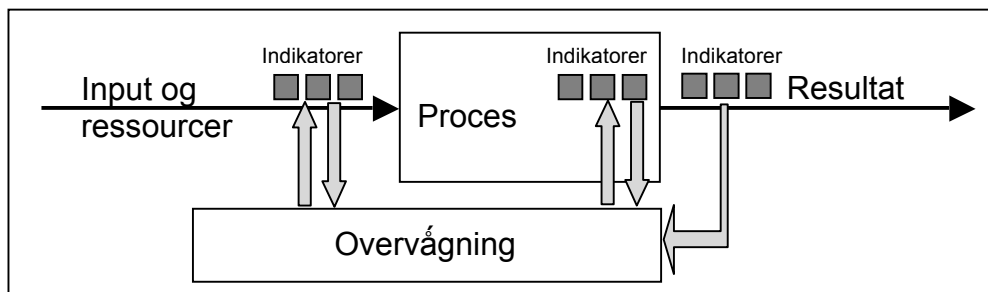 Indikatorer
Indikatorer
Indikatorer
Input og
ressourcer
Proces
Resultat
Overvågning